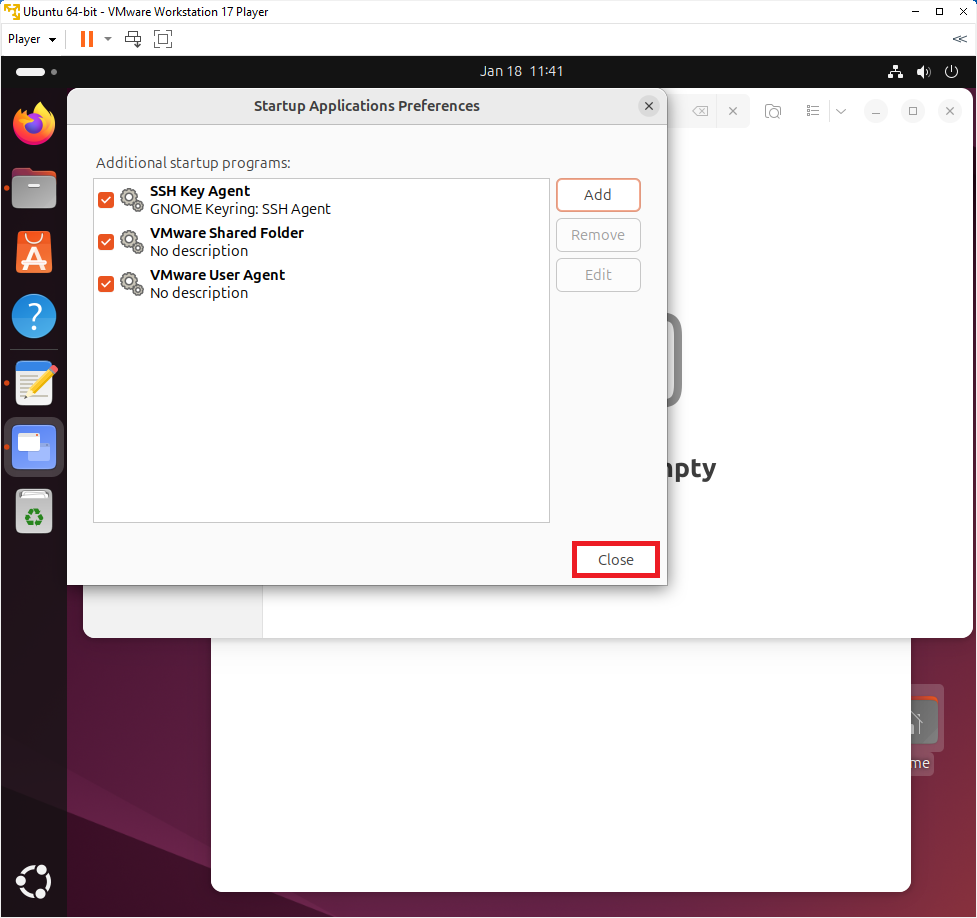 Ubuntu 64-bit - VMware Workstation 17 Player
Player
Jan 18 11:41
Startup Applications Preferences
Additional startup programs:
SSH Key Agent
GNOME Keyring: SSH Agent
VMware Shared Folder
No description
VMware User Agent
No description
Add
Remove
Edit
Close